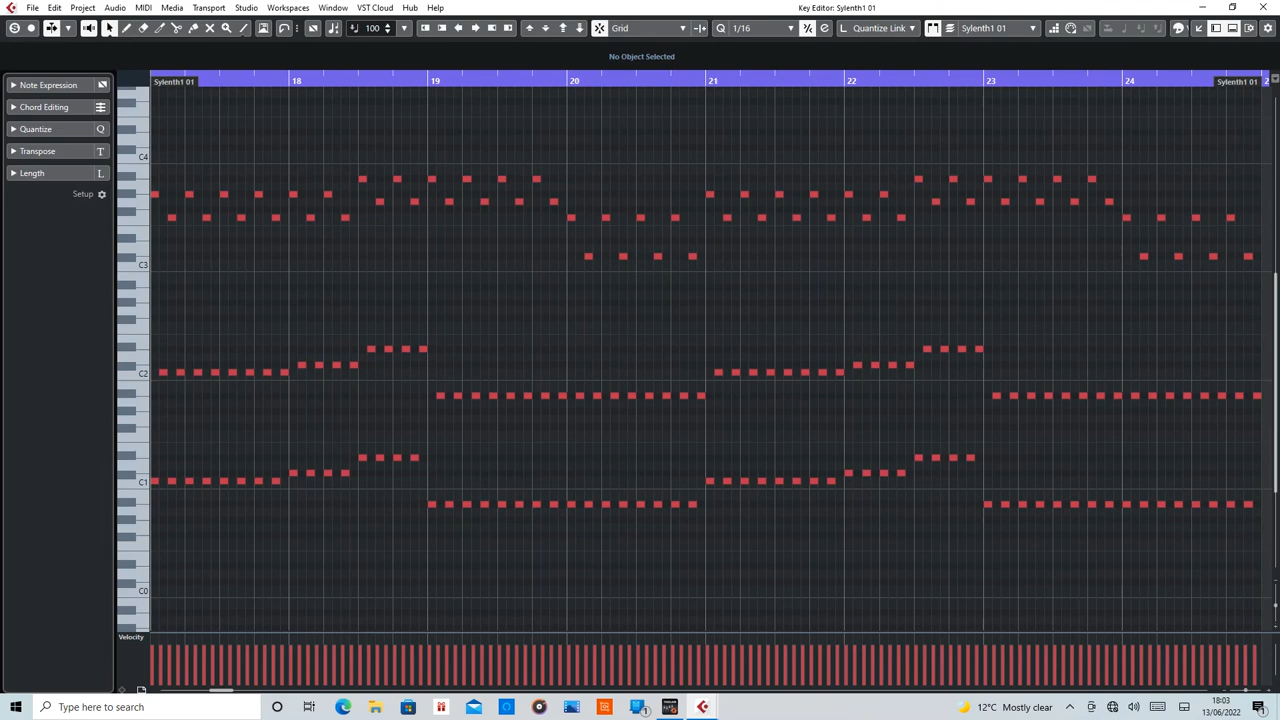 File Edit Project Audio MIDI Media Transport Studio Workspaces Window VST Cloud Hub Help
Key Editor: Sylenth1 01
S 100 Grid Q 1/16 e L Quantize Link Sylenth1 01
No Object Selected
Sylenth1 01 18 19 20 21 22 23 24 Sylenth1 01 2
Note Expression
Chord Editing
Quantize Q
Transpose T
Length L
Setup
C4
C3
C2
C1
C0
Velocity
Type here to search
1
12°C Mostly clear
18:03
13/06/2022
1